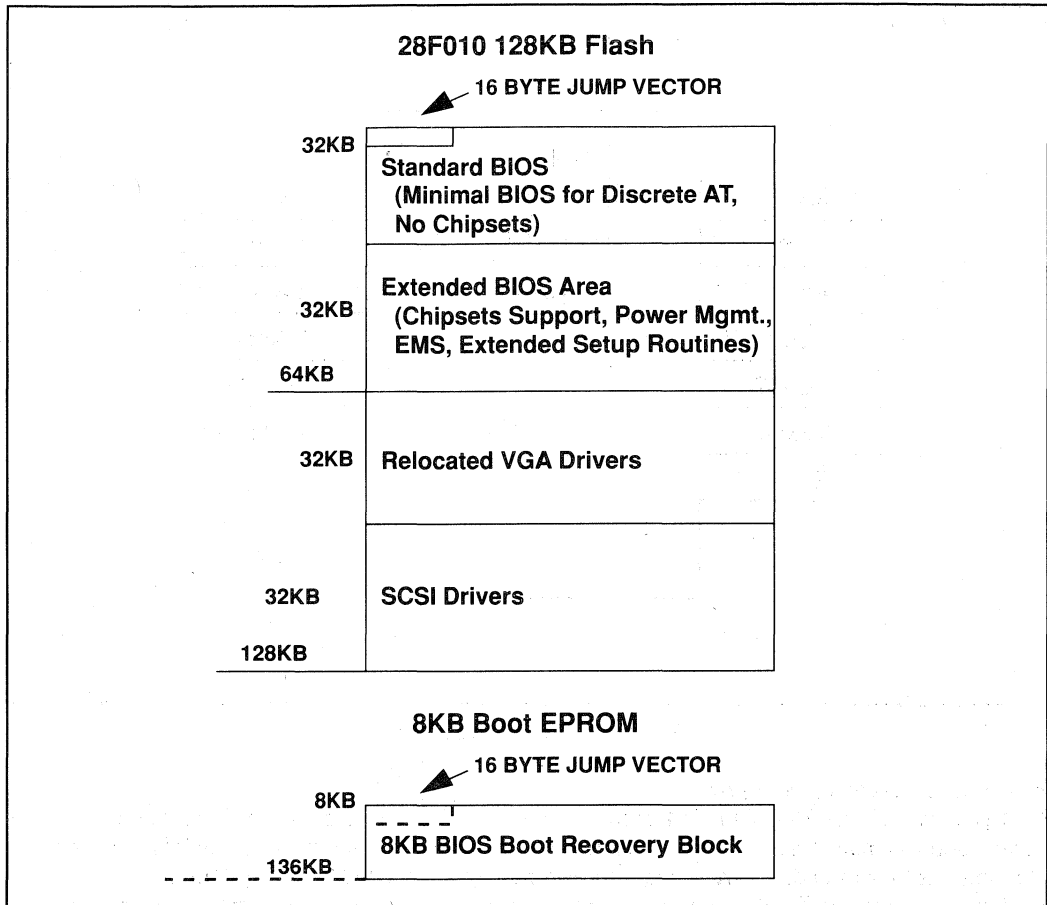 28F010 128KB Flash
16 BYTE JUMP VECTOR
32KB
Standard BIOS
(Minimal BIOS for Discrete AT,
No Chipsets)
32KB
Extended BIOS Area
(Chipsets Support, Power Mgmt.,
EMS, Extended Setup Routines)
64KB
32KB
Relocated VGA Drivers
32KB
SCSI Drivers
128KB
8KB Boot EPROM
16 BYTE JUMP VECTOR
8KB
8KB BIOS Boot Recovery Block
136KB